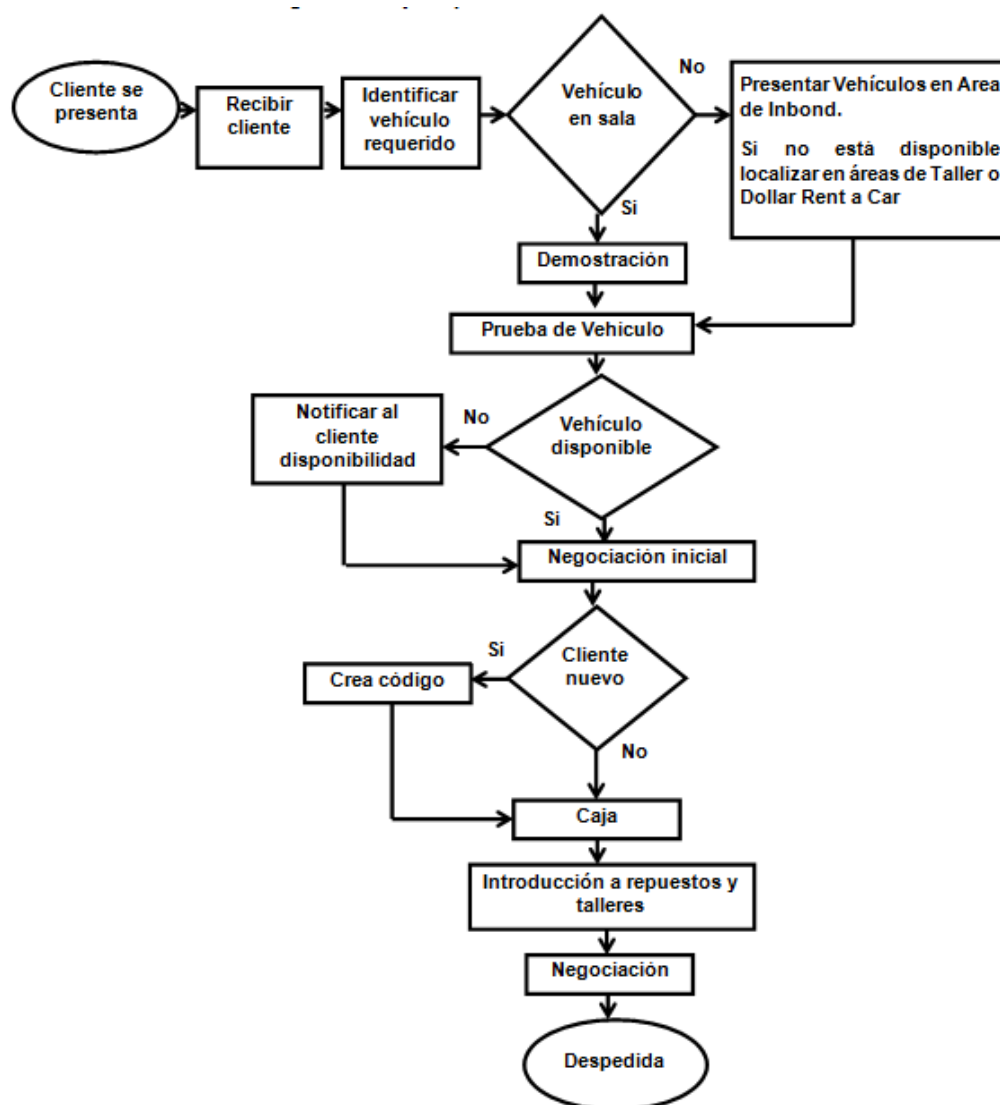 Cliente se
presenta
Recibir
cliente
Identificar
vehículo
requerido
Vehículo
en sala
No
Presentar Vehículos en Area
de Inbond.
Si no está disponible
localizar en áreas de Taller o
Dollar Rent a Car
Si
Demostración
Prueba de Vehiculo
Notificar al
cliente
disponibilidad
No
Vehículo
disponible
Si
Negociación inicial
Si
Cliente
nuevo
Crea código
No
Caja
Introducción a repuestos y
talleres
Negociación
Despedida